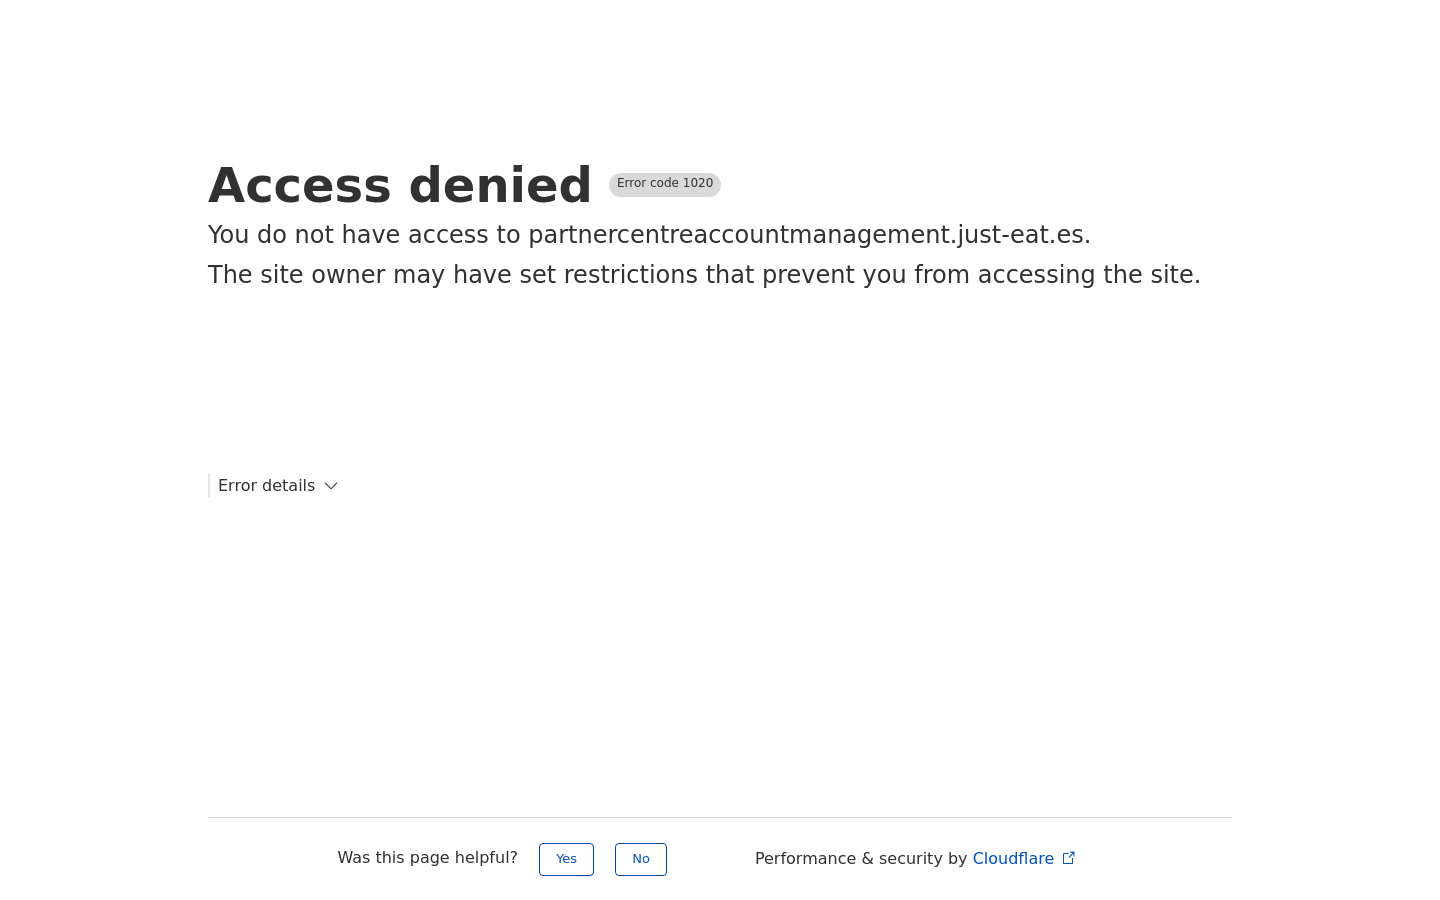 Access denied Error code 1020
You do not have access to partnercentreaccountmanagement.just-eat.es.
The site owner may have set restrictions that prevent you from accessing the site.
Error details
Was this page helpful? Yes No Performance & security by Cloudflare